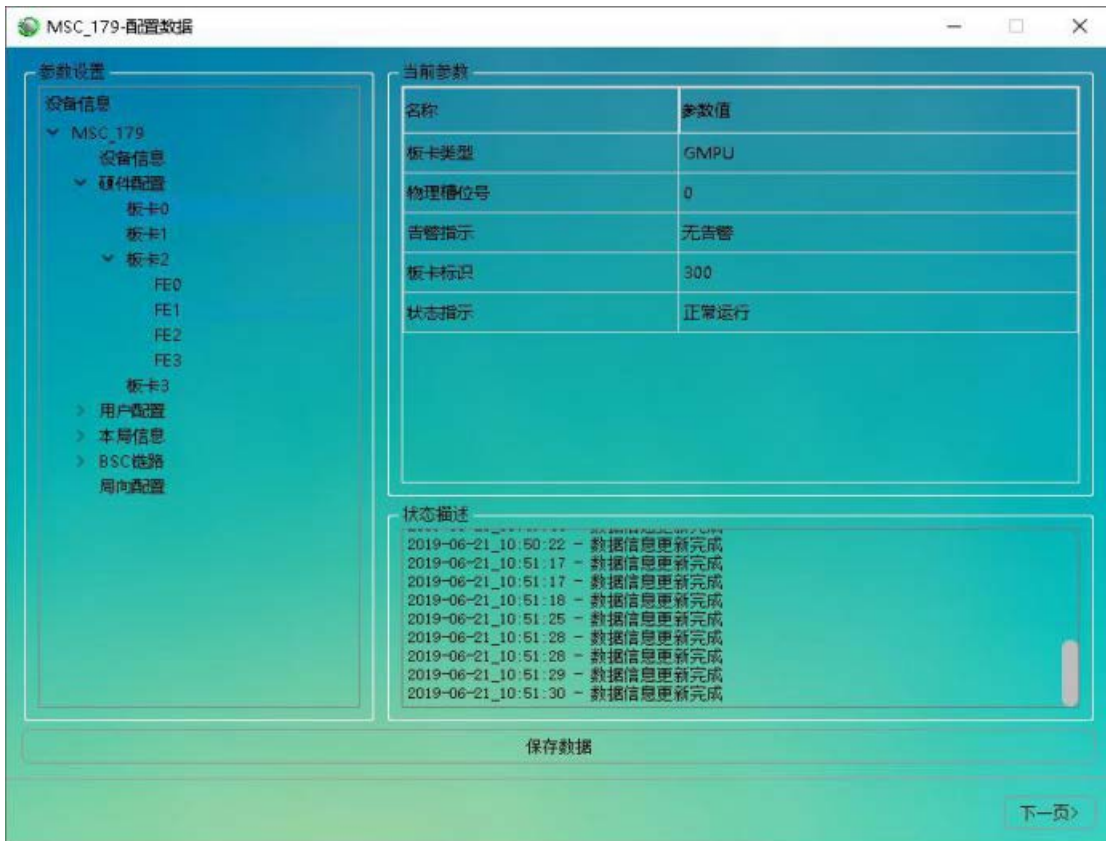 MSC_179-配置数据
参数设置
设备信息
MSC_179
设备信息
硬件配置
板卡0
板卡1
板卡2
FE0
FE1
FE2
FE3
板卡3
用户配置
本局信息
BSC链路
局向配置
当前参数
名称 参数值
板卡类型 GMPU
物理槽位号 0
告警指示 无告警
板卡标识 300
状态指示 正常运行
状态描述
2019-06-21_10:50:22 - 数据信息更新完成
2019-06-21_10:51:17 - 数据信息更新完成
2019-06-21_10:51:17 - 数据信息更新完成
2019-06-21_10:51:18 - 数据信息更新完成
2019-06-21_10:51:25 - 数据信息更新完成
2019-06-21_10:51:28 - 数据信息更新完成
2019-06-21_10:51:28 - 数据信息更新完成
2019-06-21_10:51:29 - 数据信息更新完成
2019-06-21_10:51:30 - 数据信息更新完成
保存数据
下一页>